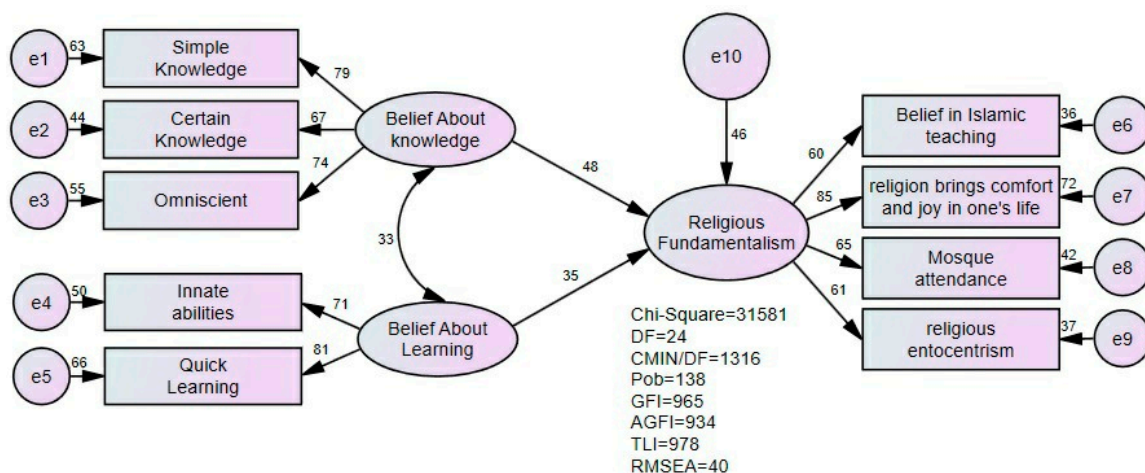 e1
63
Simple
Knowledge
79
e2
44
Certain
Knowledge
67
e3
55
Omniscient
74
Belief About
knowledge
33
e4
50
Innate
abilities
71
e5
66
Quick
Learning
81
Belief About
Learning
48
35
e10
46
Religious
Fundamentalism
60
85
65
61
Belief in Islamic
teaching
36
e6
religion brings comfort
and joy in one's life
72
e7
Mosque
attendance
42
e8
religious
entocentrism
37
e9
Chi-Square=31581
DF=24
CMIN/DF=1316
Pob=138
GFI=965
AGFI=934
TLI=978
RMSEA=40